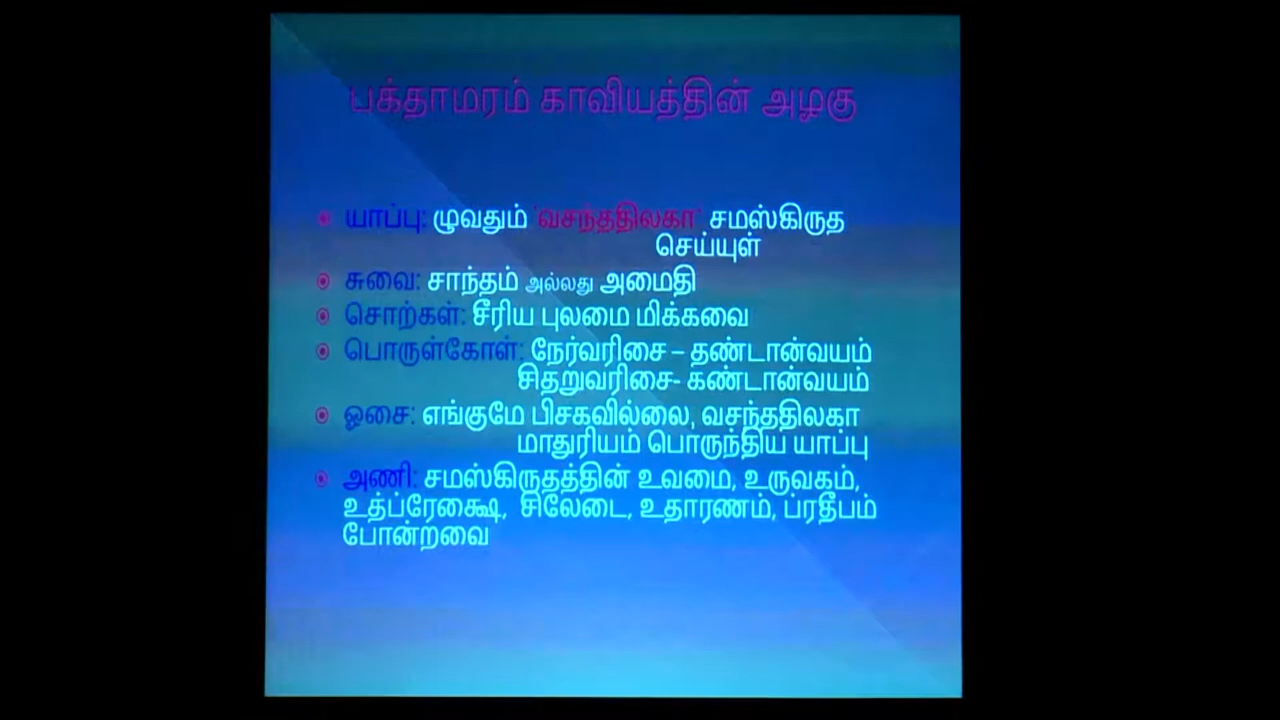 பக்தாமரம் காவியத்தின் அழகு
யாப்பு: ழுவதும் 'வசந்ததிலகா' சமஸ்கிருத
செய்யுள்
சுவை: சாந்தம் அல்லது அமைதி
சொற்கள்: சீரிய புலமை மிக்கவை
பொருள்கோள்: நேர்வரிசை – தண்டான்வயம்
சிதறுவரிசை- கண்டான்வயம்
ஓசை: எங்குமே பிசகவில்லை, வசந்ததிலகா
மாதுரியம் பொருந்திய யாப்பு
அணி: சமஸ்கிருதத்தின் உவமை, உருவகம்,
உத்ப்ரேக்ஷை, சிலேடை, உதாரணம், ப்ரதீபம்
போன்றவை